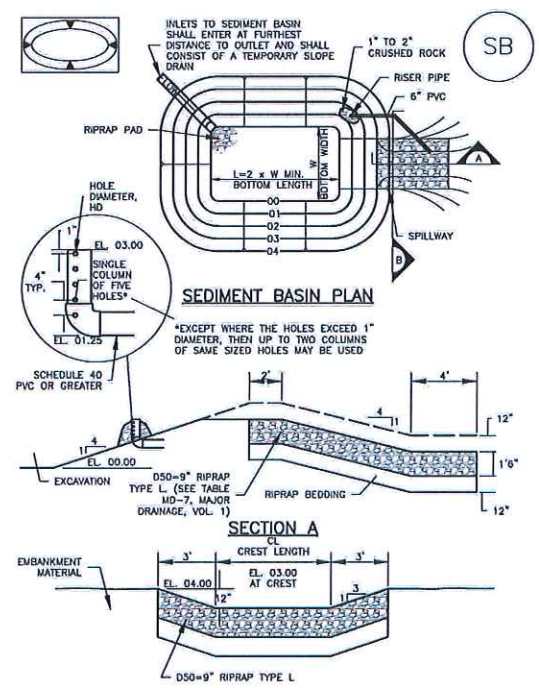 INLETS TO SEDIMENT BASIN
SHALL ENTER AT FURTHEST
DISTANCE TO OUTLET AND SHALL
CONSIST OF A TEMPORARY SLOPE
DRAIN
1" TO 2"
CRUSHED ROCK
RISER PIPE
6" PVC
SB
RIPRAP PAD
L=2 x W MIN.
BOTTOM LENGTH
W
BOTTOM WIDTH
A
00
01
02
03
04
SPILLWAY
B
HOLE
DIAMETER,
HD
1"
EL. 03.00
4"
TYP.
SINGLE
COLUMN
OF FIVE
HOLES*
EL. 01.25
SCHEDULE 40
PVC OR GREATER
SEDIMENT BASIN PLAN
*EXCEPT WHERE THE HOLES EXCEED 1"
DIAMETER, THEN UP TO TWO COLUMNS
OF SAME SIZED HOLES MAY BE USED
2'
4'
4
1
12"
4
1
EL. 00.00
1'6"
EXCAVATION
D50=9" RIPRAP
TYPE L. (SEE TABLE
MD-7, MAJOR
DRAINAGE, VOL. 1)
RIPRAP BEDDING
12"
SECTION A
CL
CREST LENGTH
3'
3'
EMBANKMENT
MATERIAL
EL. 04.00
12"
EL. 03.00
AT CREST
3
1
D50=9" RIPRAP TYPE L